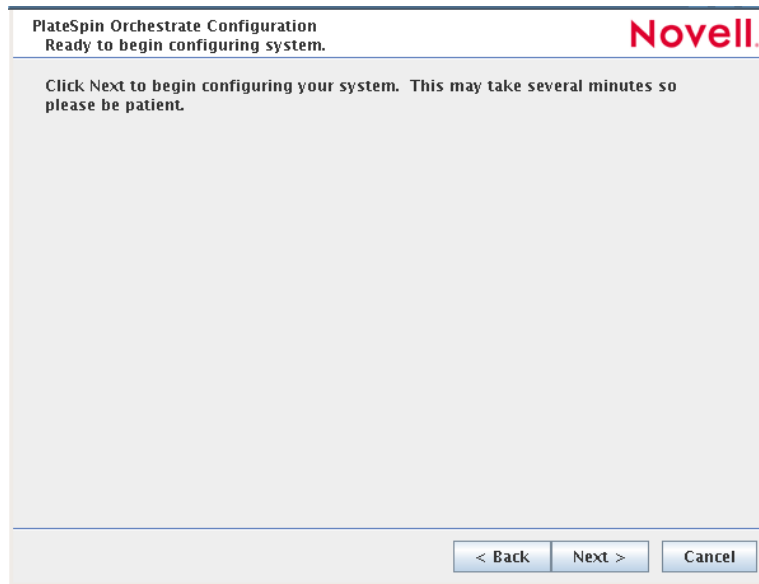 PlateSpin Orchestrate Configuration
Ready to begin configuring system.
Novell.
Click Next to begin configuring your system. This may take several minutes so
please be patient.
< Back
Next >
Cancel